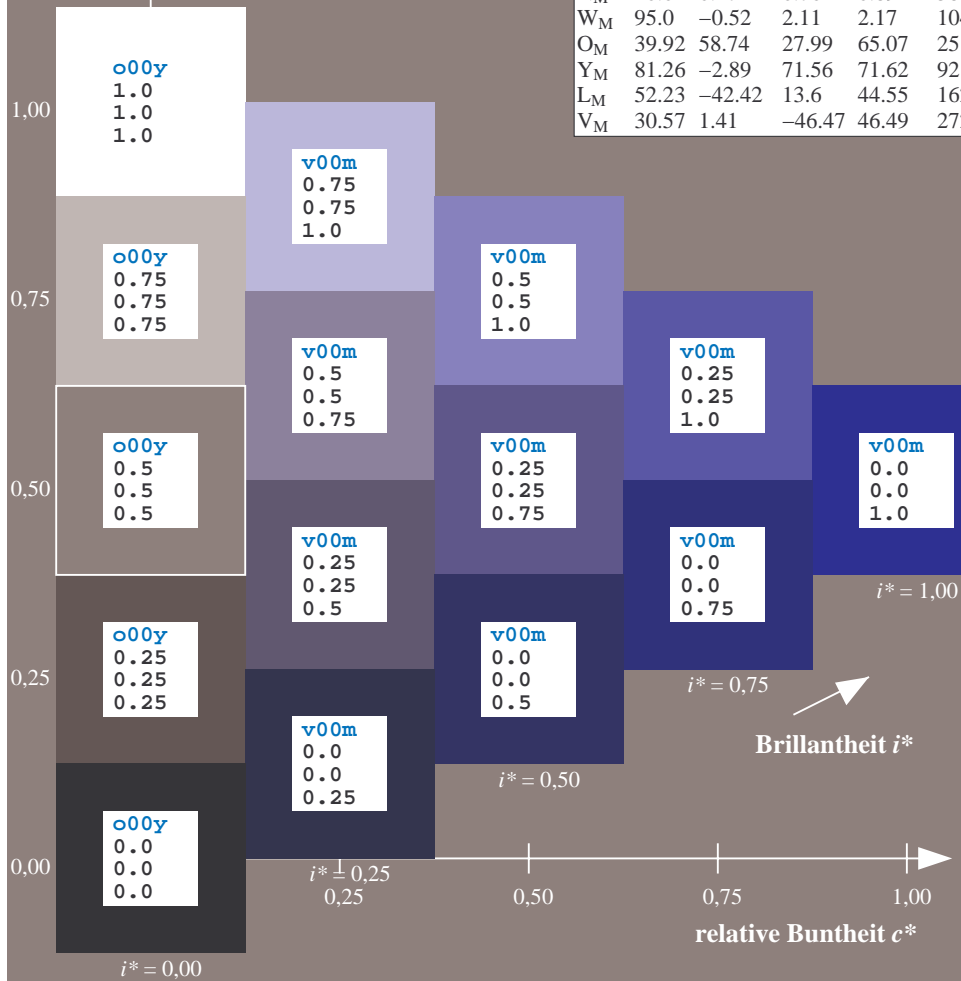 W_M 95.0 −0.52 2.11 2.17
O_M 39.92 58.74 27.99 65.07
Y_M 81.26 −2.89 71.56 71.62
L_M 52.23 −42.42 13.6 44.55
V_M 30.57 1.41 −46.47 46.49
o00y
1.0
1.0
1.0
1,00
v00m
0.75
0.75
1.0
o00y
0.75
0.75
0.75
0,75
v00m
0.5
0.5
1.0
v00m
0.5
0.5
0.75
v00m
0.25
0.25
1.0
o00y
0.5
0.5
0.5
0,50
v00m
0.25
0.25
0.75
v00m
0.0
0.0
1.0
i* = 1,00
v00m
0.25
0.25
0.5
v00m
0.0
0.0
0.75
i* = 0,75
o00y
0.25
0.25
0.25
0,25
v00m
0.0
0.0
0.5
i* = 0,50
Brillantheit i*
v00m
0.0
0.0
0.25
i* = 0,25
o00y
0.0
0.0
0.0
0,00
i* = 0,00
0,25 0,50 0,75 1,00
relative Buntheit c*